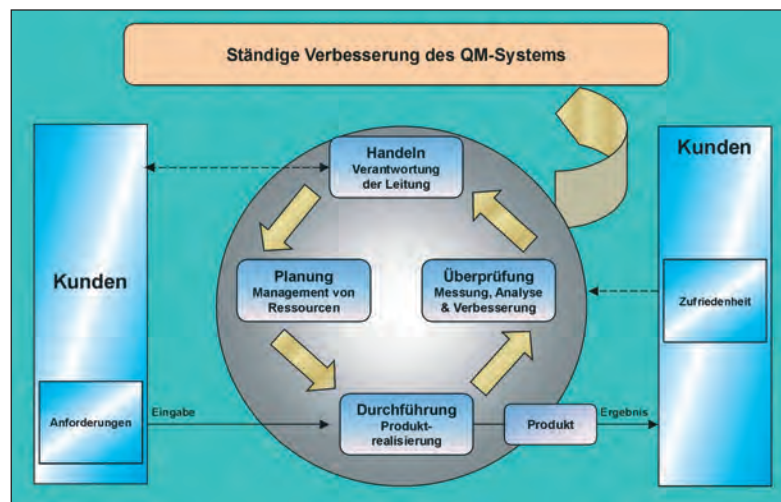 Ständige Verbesserung des QM-Systems
Kunden
Handeln
Verantwortung
der Leitung
Kunden
Planung
Management von
Ressourcen
Überprüfung
Messung, Analyse
& Verbesserung
Zufriedenheit
Anforderungen
Eingabe
Durchführung
Produkt-
realisierung
Produkt
Ergebnis